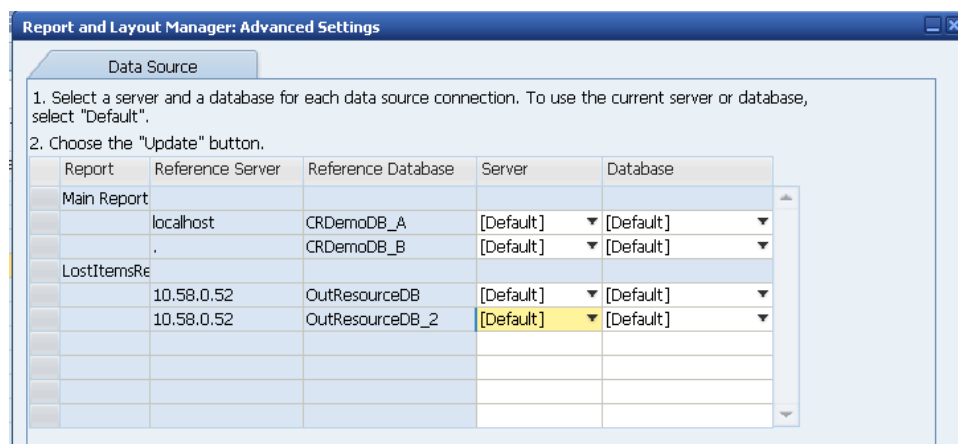 Report and Layout Manager: Advanced Settings
Data Source
1. Select a server and a database for each data source connection. To use the current server or database,
select "Default".
2. Choose the "Update" button.
Report Reference Server Reference Database Server Database
Main Report
localhost CRDemoDB_A [Default] [Default]
. CRDemoDB_B [Default] [Default]
LostItemsRe
10.58.0.52 OutResourceDB [Default] [Default]
10.58.0.52 OutResourceDB_2 [Default] [Default]